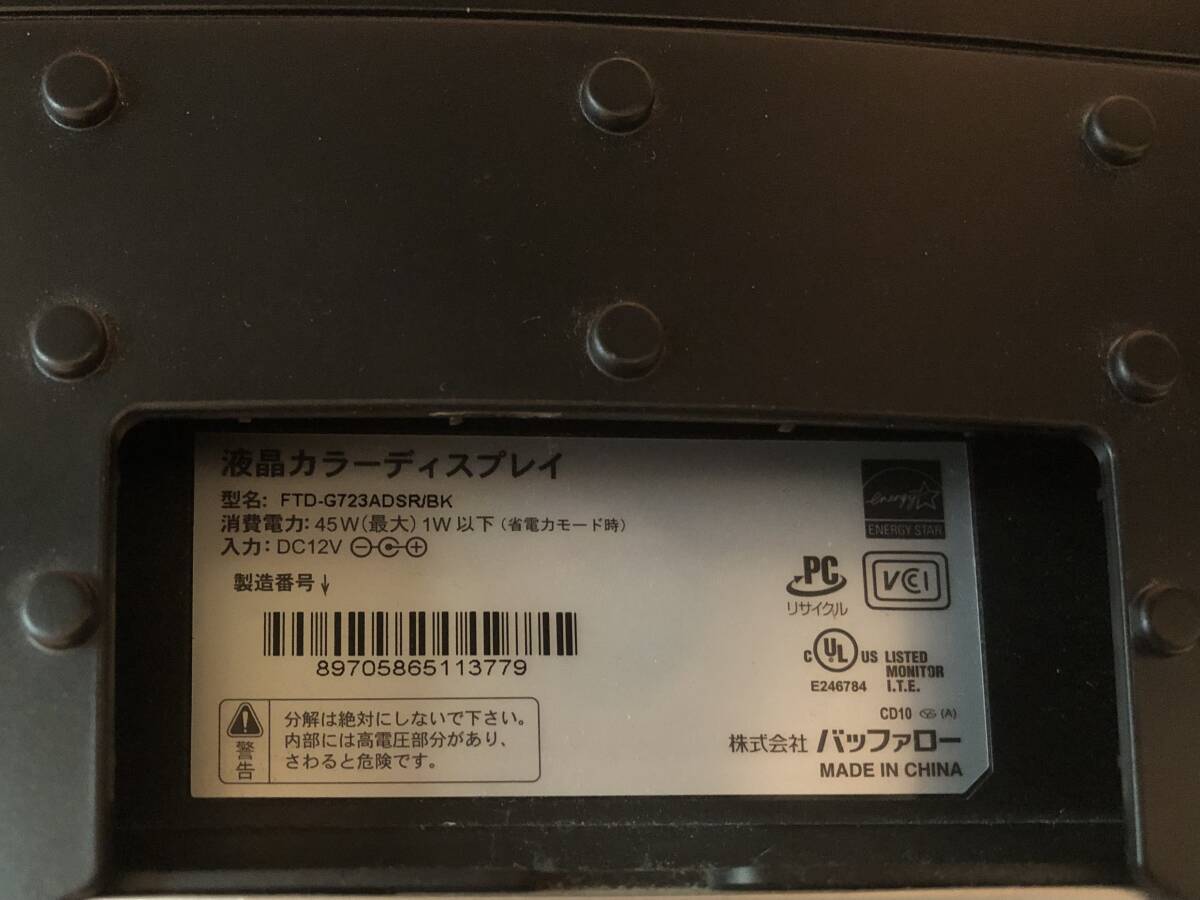 液晶カラーディスプレイ
型名: FTD-G723ADSR/BK
消費電力: 45W(最大) 1W以下 (省電力モード時)
入力: DC12V
製造番号↓
89705865113779
警告
分解は絶対にしないで下さい。
内部には高電圧部分があり、
さわると危険です。
energy
ENERGY STAR
PC
リサイクル
VCI
C UL US LISTED
MONITOR
E246784 I.T.E.
CD10 (A)
株式会社 バッファロー
MADE IN CHINA